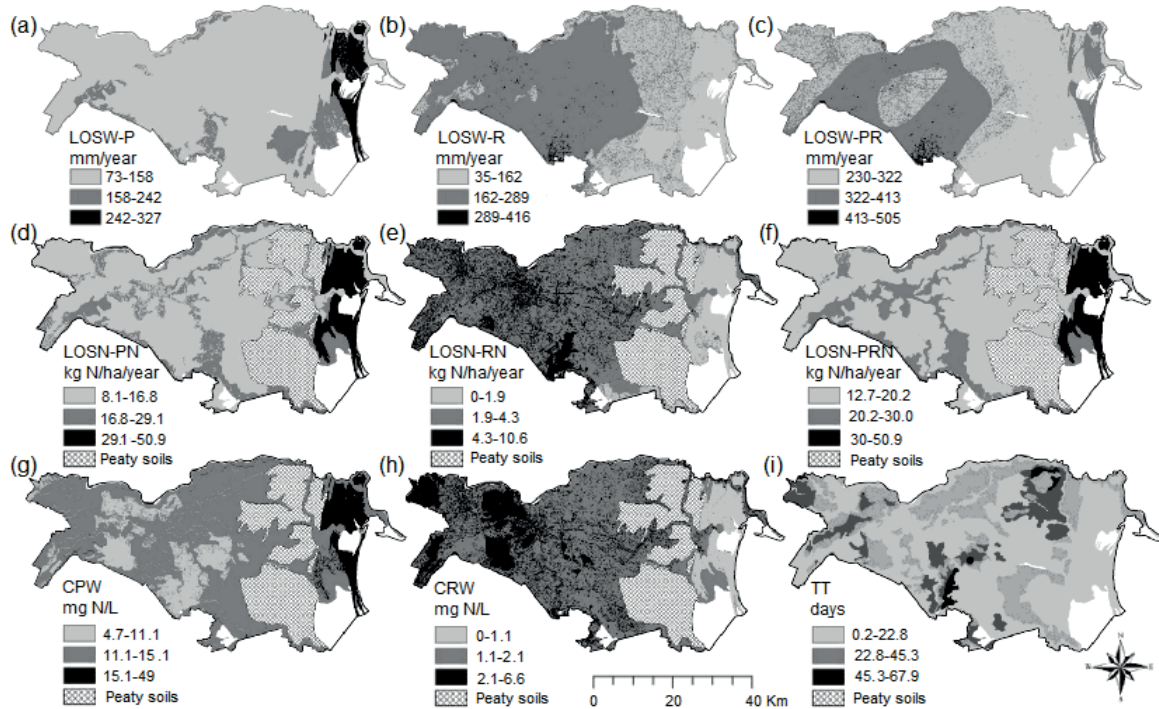 (a)
LOSW-P
mm/year
73-158
158-242
242-327
(b)
LOSW-R
mm/year
35-162
162-289
289-416
(c)
LOSW-PR
mm/year
230-322
322-413
413-505
(d)
LOSN-PN
kg N/ha/year
8.1-16.8
16.8-29.1
29.1-50.9
Peaty soils
(e)
LOSN-RN
kg N/ha/year
0-1.9
1.9-4.3
4.3-10.6
Peaty soils
(f)
LOSN-PRN
kg N/ha/year
12.7-20.2
20.2-30.0
30-50.9
Peaty soils
(g)
CPW
mg N/L
4.7-11.1
11.1-15.1
15.1-49
Peaty soils
(h)
CRW
mg N/L
0-1.1
1.1-2.1
2.1-6.6
Peaty soils
0 20 40 Km
(i)
TT
days
0.2-22.8
22.8-45.3
45.3-67.9
Peaty soils
N
W E
S